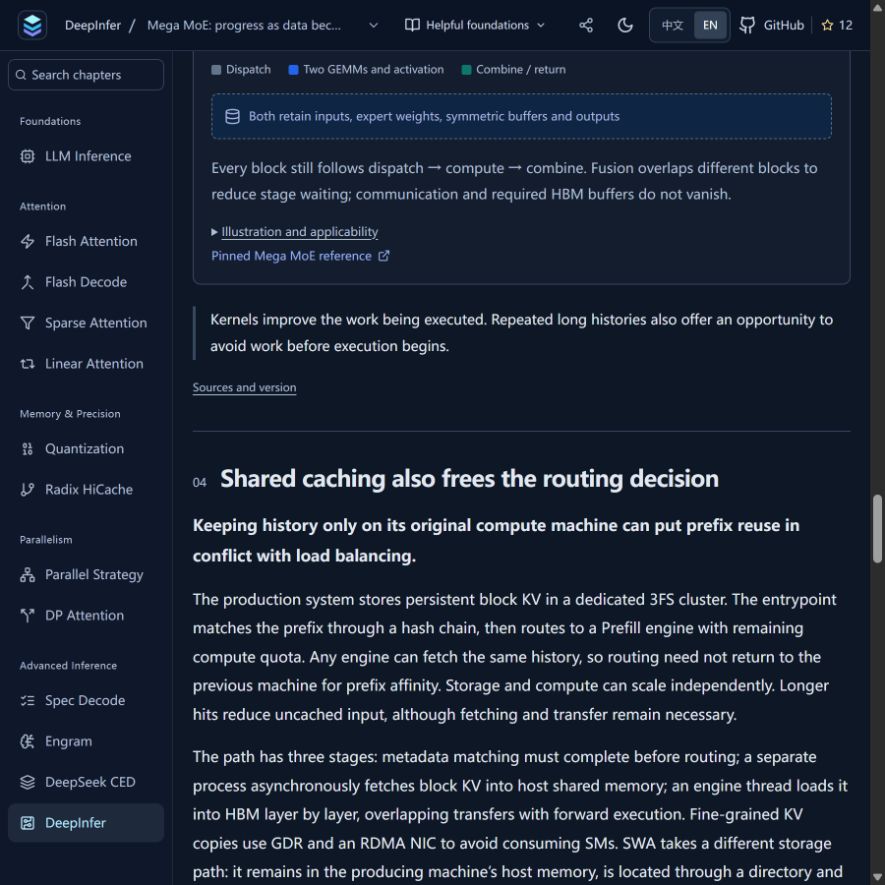 DeepInfer / Mega MoE: progress as data bec...
Helpful foundations
中文 EN
GitHub
12
Search chapters
Foundations
LLM Inference
Attention
Flash Attention
Flash Decode
Sparse Attention
Linear Attention
Memory & Precision
Quantization
Radix HiCache
Parallelism
Parallel Strategy
DP Attention
Advanced Inference
Spec Decode
Engram
DeepSeek CED
DeepInfer
Dispatch Two GEMMs and activation Combine / return
Both retain inputs, expert weights, symmetric buffers and outputs
Every block still follows dispatch → compute → combine. Fusion overlaps different blocks to
reduce stage waiting; communication and required HBM buffers do not vanish.
Illustration and applicability
Pinned Mega MoE reference
Kernels improve the work being executed. Repeated long histories also offer an opportunity to
avoid work before execution begins.
Sources and version
04 Shared caching also frees the routing decision
Keeping history only on its original compute machine can put prefix reuse in
conflict with load balancing.
The production system stores persistent block KV in a dedicated 3FS cluster. The entrypoint
matches the prefix through a hash chain, then routes to a Prefill engine with remaining
compute quota. Any engine can fetch the same history, so routing need not return to the
previous machine for prefix affinity. Storage and compute can scale independently. Longer
hits reduce uncached input, although fetching and transfer remain necessary.
The path has three stages: metadata matching must complete before routing; a separate
process asynchronously fetches block KV into host shared memory; an engine thread loads it
into HBM layer by layer, overlapping transfers with forward execution. Fine-grained KV
copies use GDR and an RDMA NIC to avoid consuming SMs. SWA takes a different storage
path: it remains in the producing machine's host memory, is located through a directory and